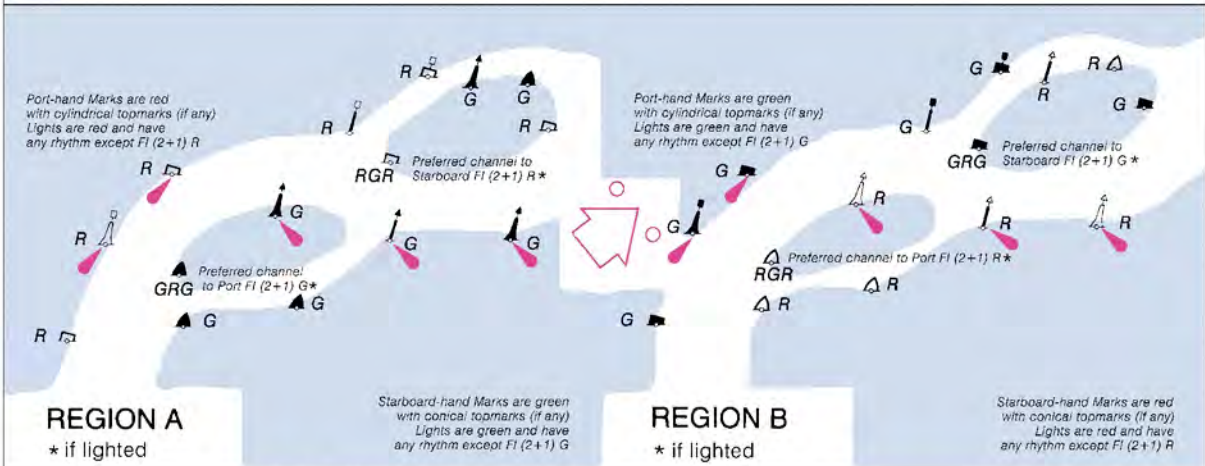 Port-hand Marks are red
with cylindrical topmarks (if any)
Lights are red and have
any rhythm except Fl (2+1) R
R
G
G
R
R
RGR
Preferred channel to
Starboard Fl (2+1) R*
R
G
R
G
G
GRG
Preferred channel
to Port Fl (2+1) G*
G
G
R
REGION A
* if lighted
Starboard-hand Marks are green
with conical topmarks (if any)
Lights are green and have
any rhythm except Fl (2+1) G
Port-hand Marks are green
with cylindrical topmarks (if any)
Lights are green and have
any rhythm except Fl (2+1) G
G
R
R
G
G
GRG
Preferred channel to
Starboard Fl (2+1) G*
G
R
G
R
R
Preferred channel to Port Fl (2+1) R*
RGR
R
R
G
REGION B
* if lighted
Starboard-hand Marks are red
with conical topmarks (if any)
Lights are red and have
any rhythm except Fl (2+1) R